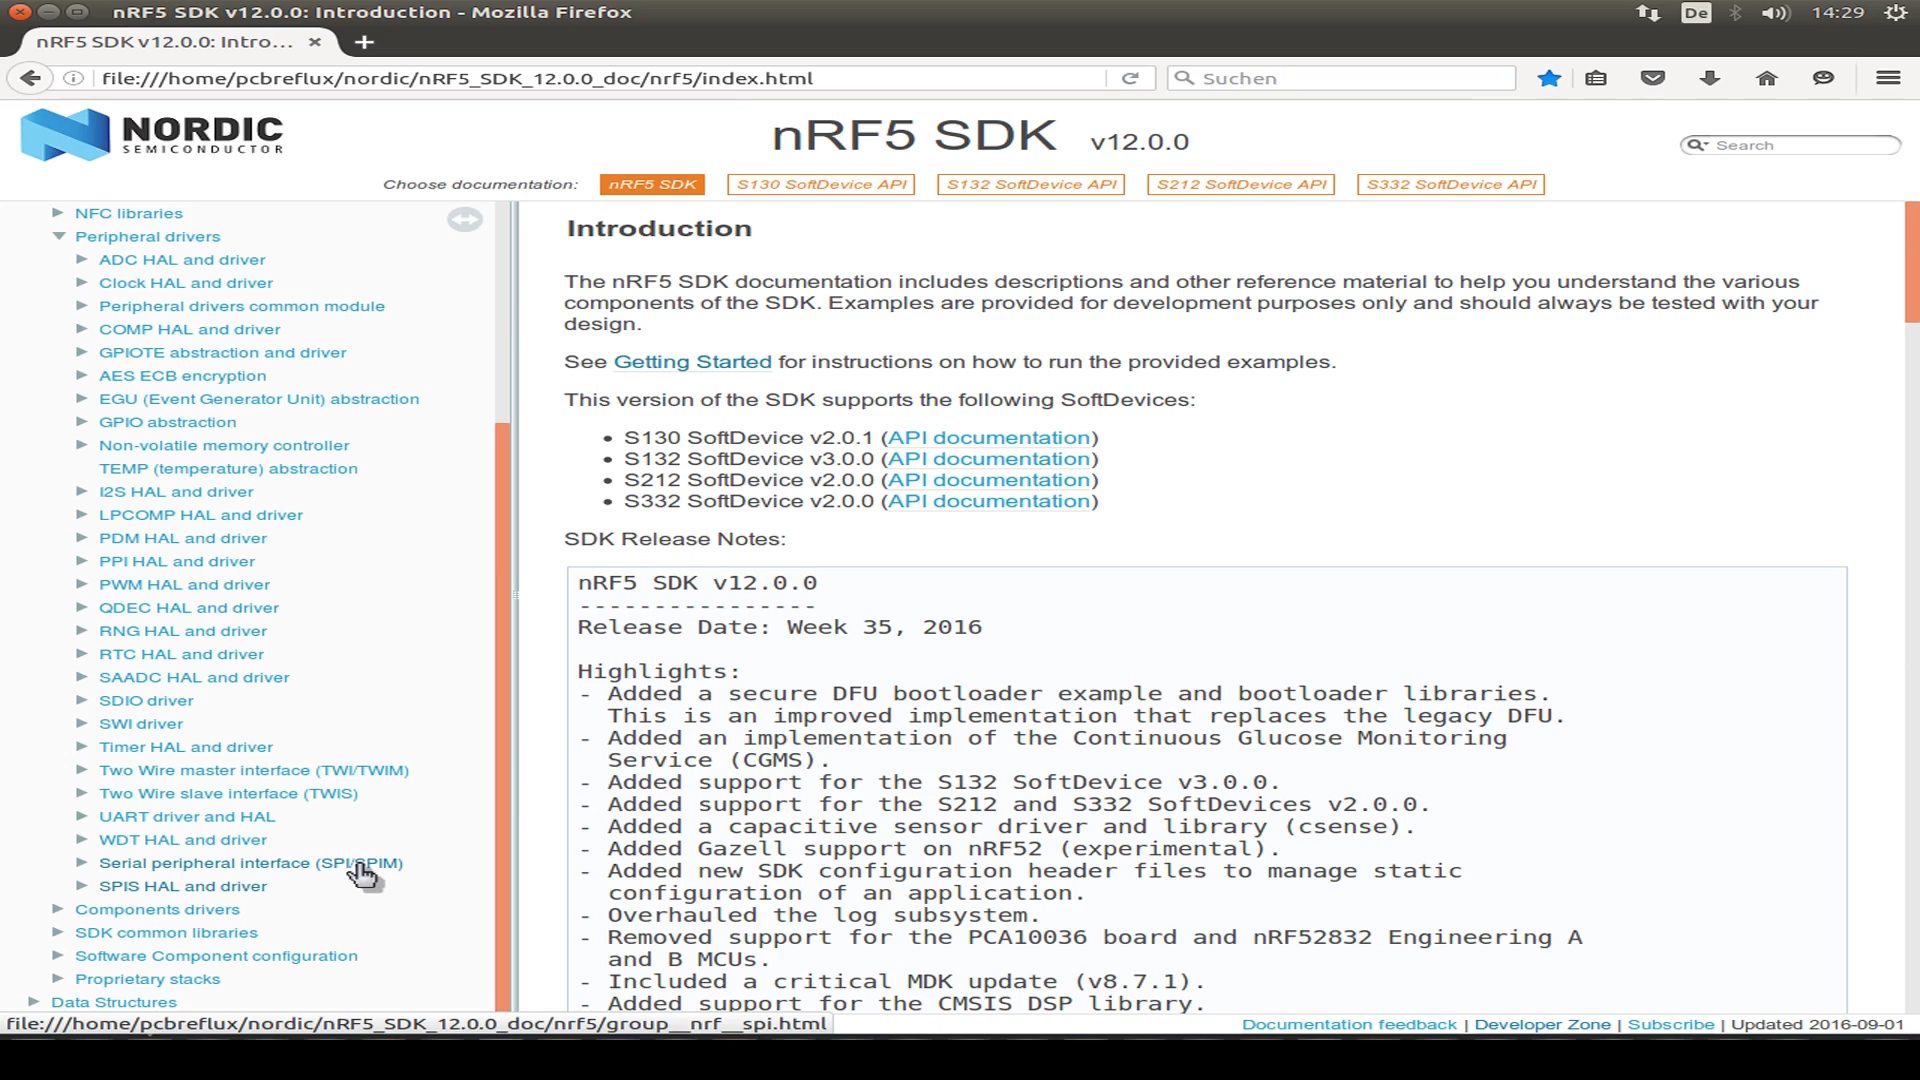 nRF5 SDK v12.0.0: Introduction - Mozilla Firefox
De
14:29
nRF5 SDK v12.0.0: Intro...
file:///home/pcbreflux/nordic/nRF5_SDK_12.0.0_doc/nrf5/index.html
Suchen
NORDIC
SEMICONDUCTOR
nRF5 SDK v12.0.0
Search
Choose documentation: nRF5 SDK S130 SoftDevice API S132 SoftDevice API S212 SoftDevice API S332 SoftDevice API
NFC libraries
Peripheral drivers
ADC HAL and driver
Clock HAL and driver
Peripheral drivers common module
COMP HAL and driver
GPIOTE abstraction and driver
AES ECB encryption
EGU (Event Generator Unit) abstraction
GPIO abstraction
Non-volatile memory controller
TEMP (temperature) abstraction
I2S HAL and driver
LPCOMP HAL and driver
PDM HAL and driver
PPI HAL and driver
PWM HAL and driver
QDEC HAL and driver
RNG HAL and driver
RTC HAL and driver
SAADC HAL and driver
SDIO driver
SWI driver
Timer HAL and driver
Two Wire master interface (TWI/TWIM)
Two Wire slave interface (TWIS)
UART driver and HAL
WDT HAL and driver
Serial peripheral interface (SPI/SPIM)
SPIS HAL and driver
Components drivers
SDK common libraries
Software Component configuration
Proprietary stacks
Data Structures
Introduction
The nRF5 SDK documentation includes descriptions and other reference material to help you understand the various
components of the SDK. Examples are provided for development purposes only and should always be tested with your
design.
See Getting Started for instructions on how to run the provided examples.
This version of the SDK supports the following SoftDevices:
• S130 SoftDevice v2.0.1 (API documentation)
• S132 SoftDevice v3.0.0 (API documentation)
• S212 SoftDevice v2.0.0 (API documentation)
• S332 SoftDevice v2.0.0 (API documentation)
SDK Release Notes:
nRF5 SDK v12.0.0
----------------
Release Date: Week 35, 2016
Highlights:
- Added a secure DFU bootloader example and bootloader libraries.
This is an improved implementation that replaces the legacy DFU.
- Added an implementation of the Continuous Glucose Monitoring
Service (CGMS).
- Added support for the S132 SoftDevice v3.0.0.
- Added support for the S212 and S332 SoftDevices v2.0.0.
- Added a capacitive sensor driver and library (csense).
- Added Gazell support on nRF52 (experimental).
- Added new SDK configuration header files to manage static
configuration of an application.
- Overhauled the log subsystem.
- Removed support for the PCA10036 board and nRF52832 Engineering A
and B MCUs.
- Included a critical MDK update (v8.7.1).
- Added support for the CMSIS DSP library.
file:///home/pcbreflux/nordic/nRF5_SDK_12.0.0_doc/nrf5/group__nrf__spi.html
Documentation feedback | Developer Zone | Subscribe | Updated 2016-09-01